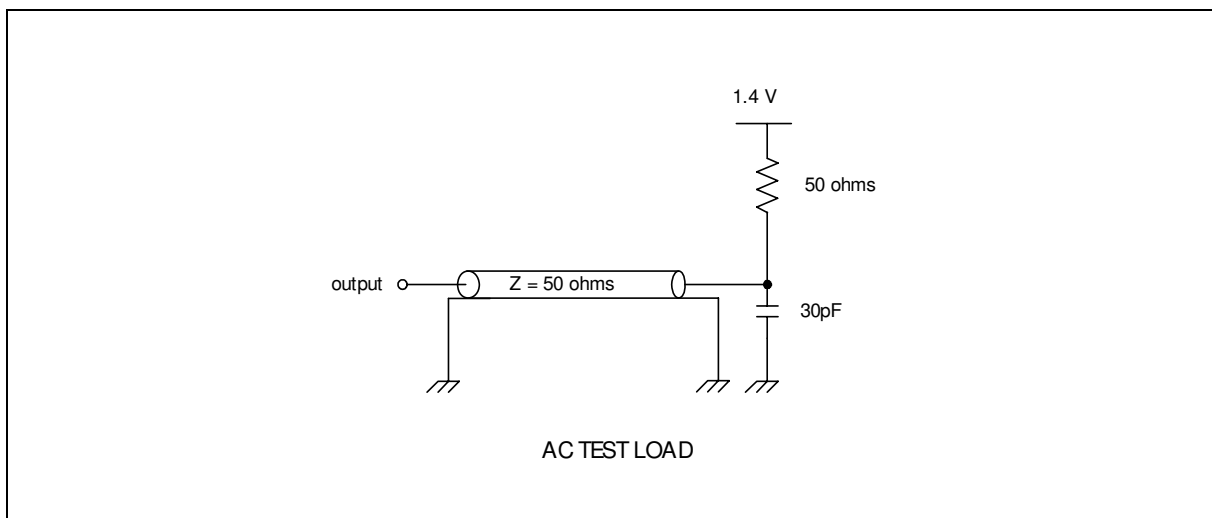 1.4 V
50 ohms
output
Z = 50 ohms
30pF
AC TEST LOAD